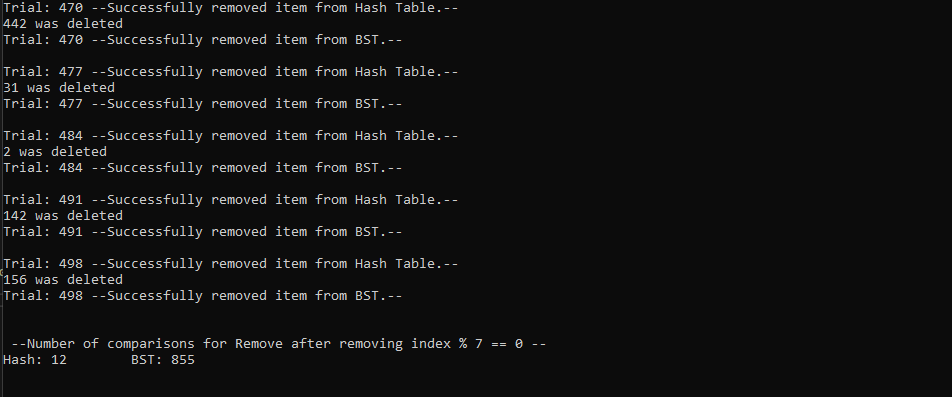 Trial: 470 --Successfully removed item from Hash Table.--
442 was deleted
Trial: 470 --Successfully removed item from BST.--
Trial: 477 --Successfully removed item from Hash Table.--
31 was deleted
Trial: 477 --Successfully removed item from BST.--
Trial: 484 --Successfully removed item from Hash Table.--
2 was deleted
Trial: 484 --Successfully removed item from BST.--
Trial: 491 --Successfully removed item from Hash Table.--
142 was deleted
Trial: 491 --Successfully removed item from BST.--
Trial: 498 --Successfully removed item from Hash Table.--
156 was deleted
Trial: 498 --Successfully removed item from BST.--
--Number of comparisons for Remove after removing index % 7 == 0 --
Hash: 12 BST: 855